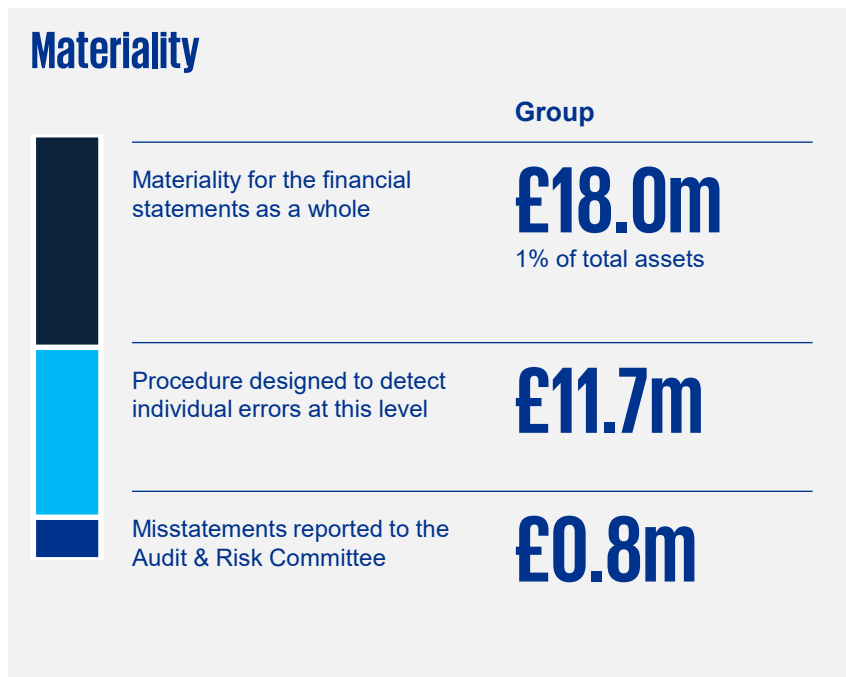 Materiality
Group
Materiality for the financial
statements as a whole
£18.0m
1% of total assets
Procedure designed to detect
individual errors at this level
£11.7m
Misstatements reported to the
Audit & Risk Committee
£0.8m